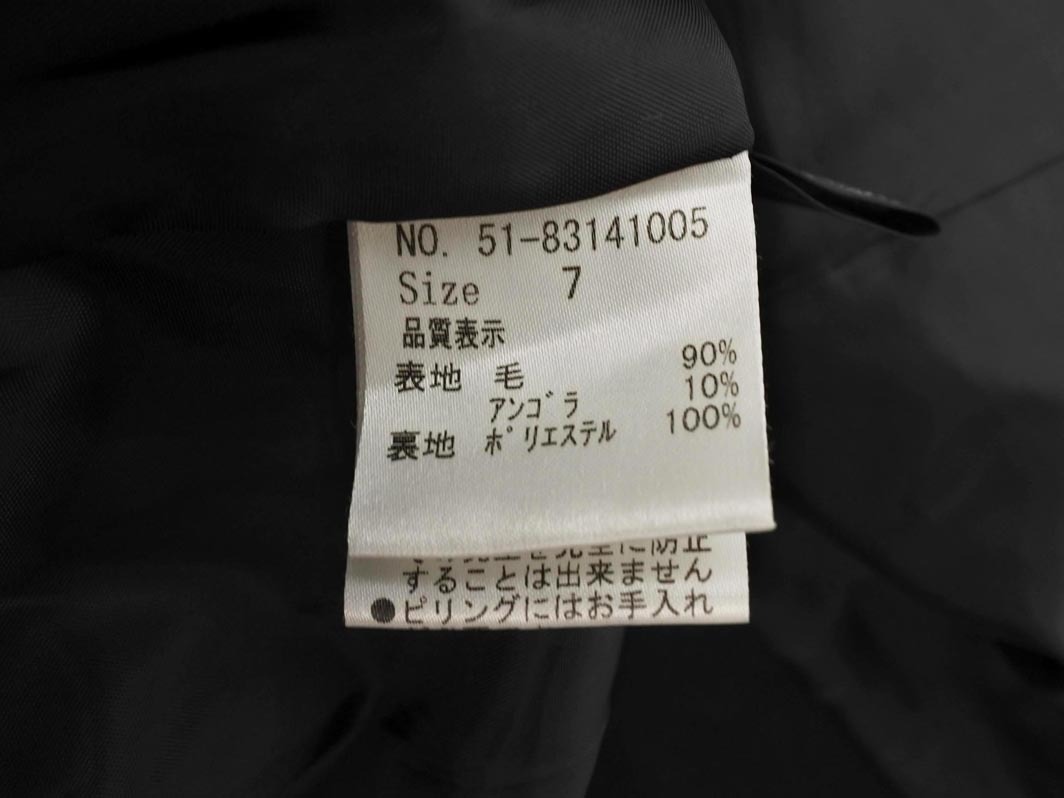 NO. 51-83141005
Size 7
品質表示
表地 毛 90%
アンゴラ 10%
裏地 ポリエステル 100%
することは出来ません
●ピリングにはお手入れ